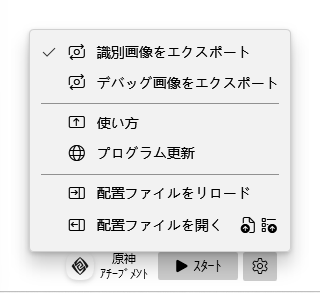 識別画像をエクスポート
デバッグ画像をエクスポート
使い方
プログラム更新
配置ファイルをリロード
配置ファイルを開く
原神
アチーブメント
スタート